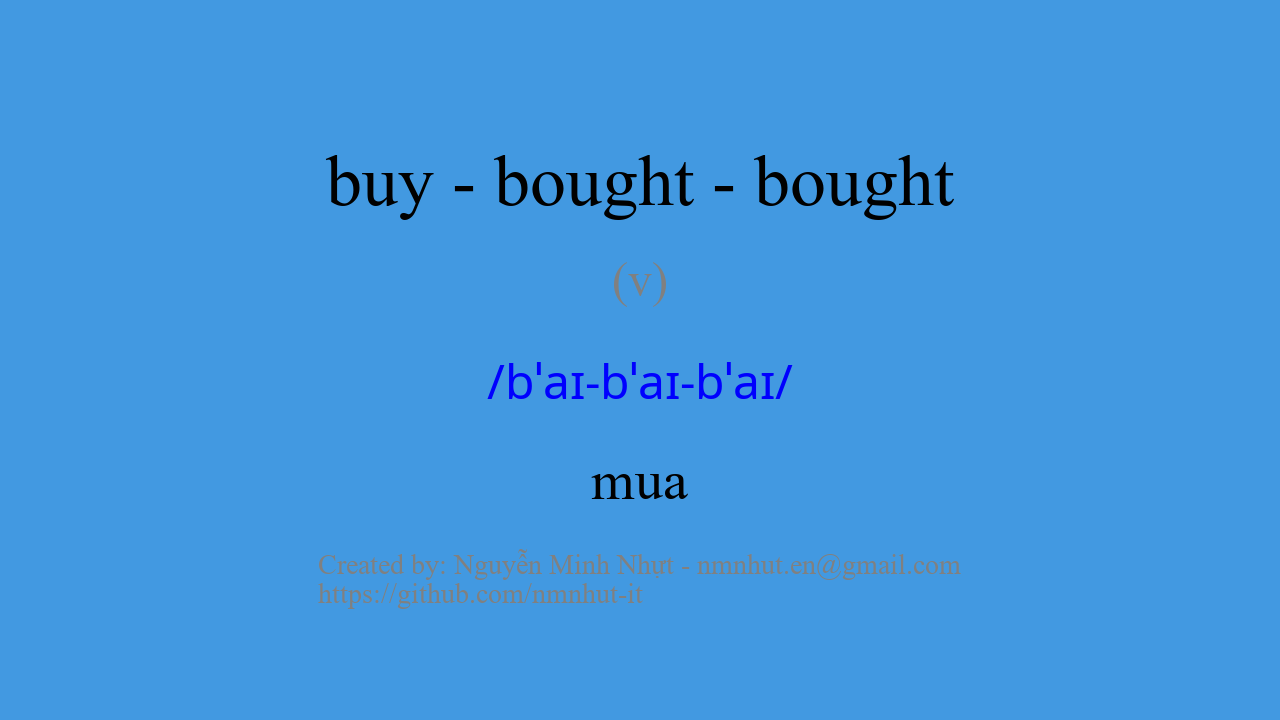 buy - bought - bought
(v)
/bˈaɪ-bˈaɪ-bˈaɪ/
mua
Created by: Nguyễn Minh Nhựt - nmnhut.en@gmail.com
https://github.com/nmnhut-it